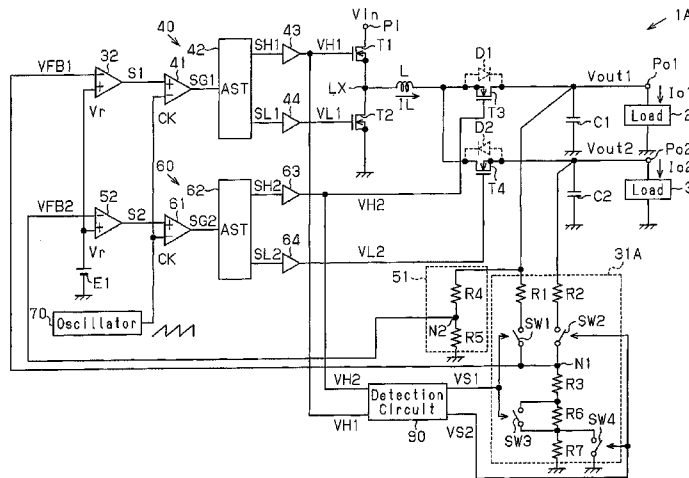 1A
Vin
Pi
40
42
43
32
VFB1
S1
41
SG1
SH1
VH1
T1
AST
D1
Vout1
Po1
Io1
L
LX
IL
T3
Vr
CK
SL1
44
VL1
T2
C1
Load
2
D2
Vout2
Po2
Io2
60
62
SH2
63
VH2
T4
C2
Load
3
52
VFB2
S2
61
SG2
AST
Vr
CK
SL2
64
VL2
31A
E1
51
R4
R1
R2
70
Oscillator
N2
R5
SW1
SW2
N1
VH2
VS1
R3
Detection
Circuit
R6
SW4
VH1
90
VS2
SW3
R7